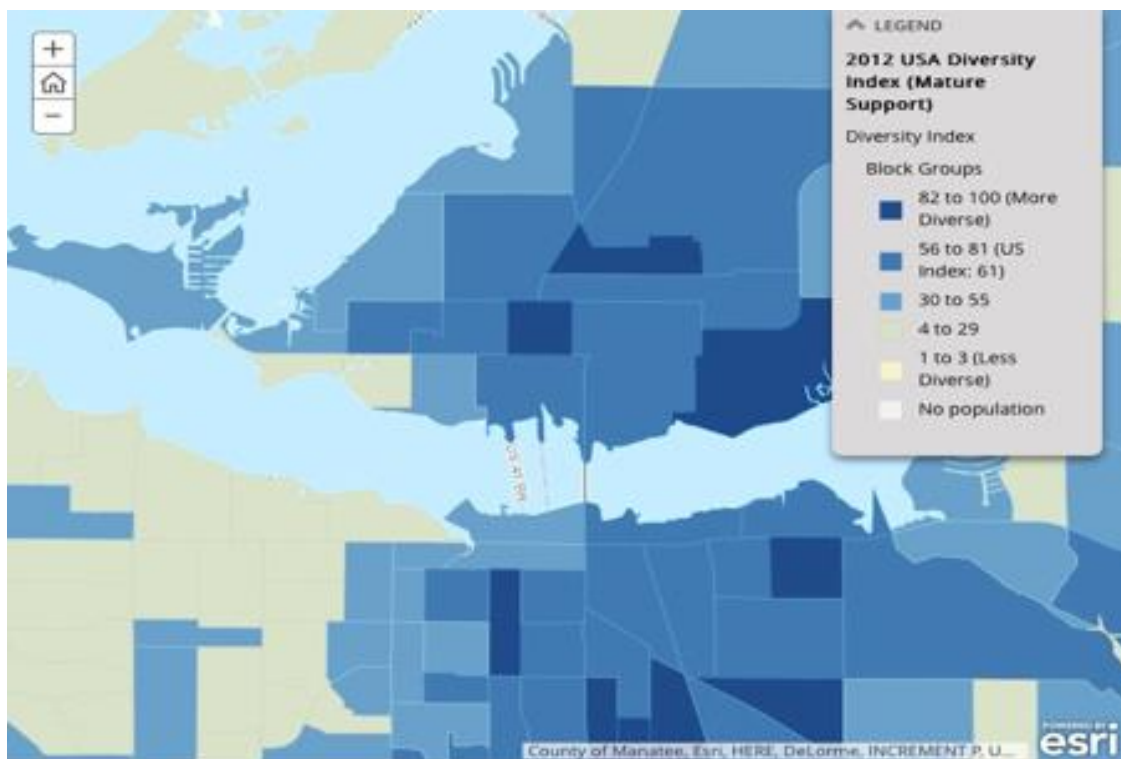 +
−
LEGEND
2012 USA Diversity
Index (Mature
Support)
Diversity Index
Block Groups
82 to 100 (More
Diverse)
56 to 81 (US
Index: 61)
30 to 55
4 to 29
1 to 3 (Less
Diverse)
No population
County of Manatee, Esri, HERE, DeLorme, INCREMENT P, U...
POWERED BY
esri